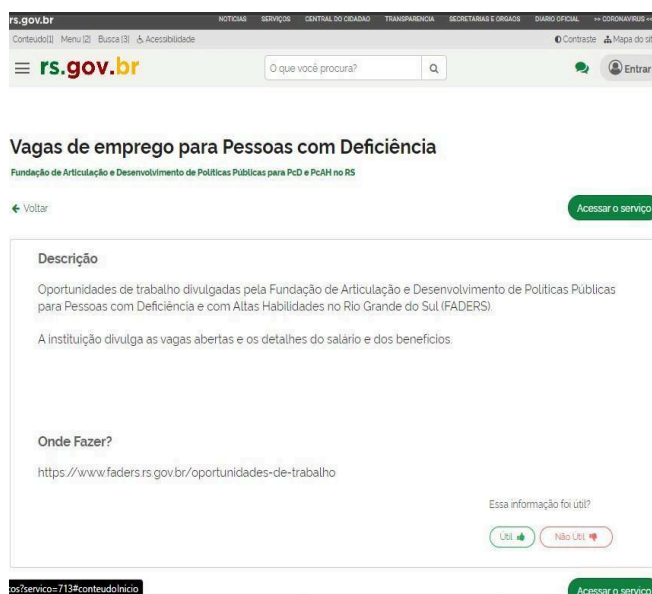 rs.gov.br NOTICIAS SERVIÇOS CENTRAL DO CIDADAO TRANSPARENCIA SECRETARIAS E ORGAOS DIARIO OFICIAL >> CORONAVIRUS <<
Conteúdo[1] Menu [2] Busca [3] Acessibilidade Contraste Mapa do sit
rs.gov.br O que você procura? Entrar
Vagas de emprego para Pessoas com Deficiência
Fundação de Articulação e Desenvolvimento de Políticas Públicas para PcD e PcAH no RS
Voltar Acessar o serviço
Descrição
Oportunidades de trabalho divulgadas pela Fundação de Articulação e Desenvolvimento de Políticas Públicas
para Pessoas com Deficiência e com Altas Habilidades no Rio Grande do Sul (FADERS).
A instituição divulga as vagas abertas e os detalhes do salário e dos benefícios.
Onde Fazer?
https://www.faders.rs.gov.br/oportunidades-de-trabalho
Essa informação foi útil?
Útil Não Útil
cos?servico=713#conteudoInicio Acessar o serviço